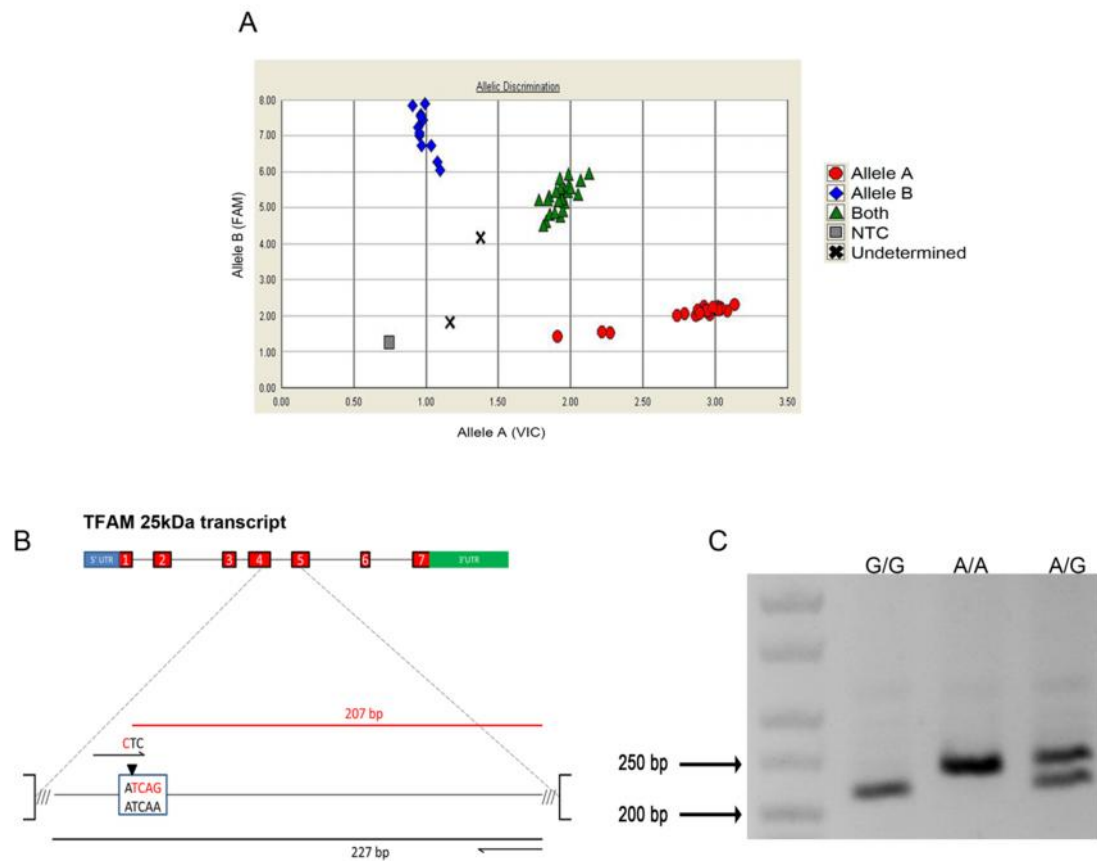 A
Allelic Discrimination
8.00
7.00
6.00
5.00
4.00
3.00
2.00
1.00
0.00
0.00 0.50 1.00 1.50 2.00 2.50 3.00 3.50
Allele B (FAM)
Allele A (VIC)
Allele A
Allele B
Both
NTC
Undetermined
B
TFAM 25kDa transcript
5' UTR 1 2 3 4 5 6 7 3'UTR
207 bp
CTC
ATCAG
ATCAA
227 bp
C
G/G A/A A/G
250 bp
200 bp